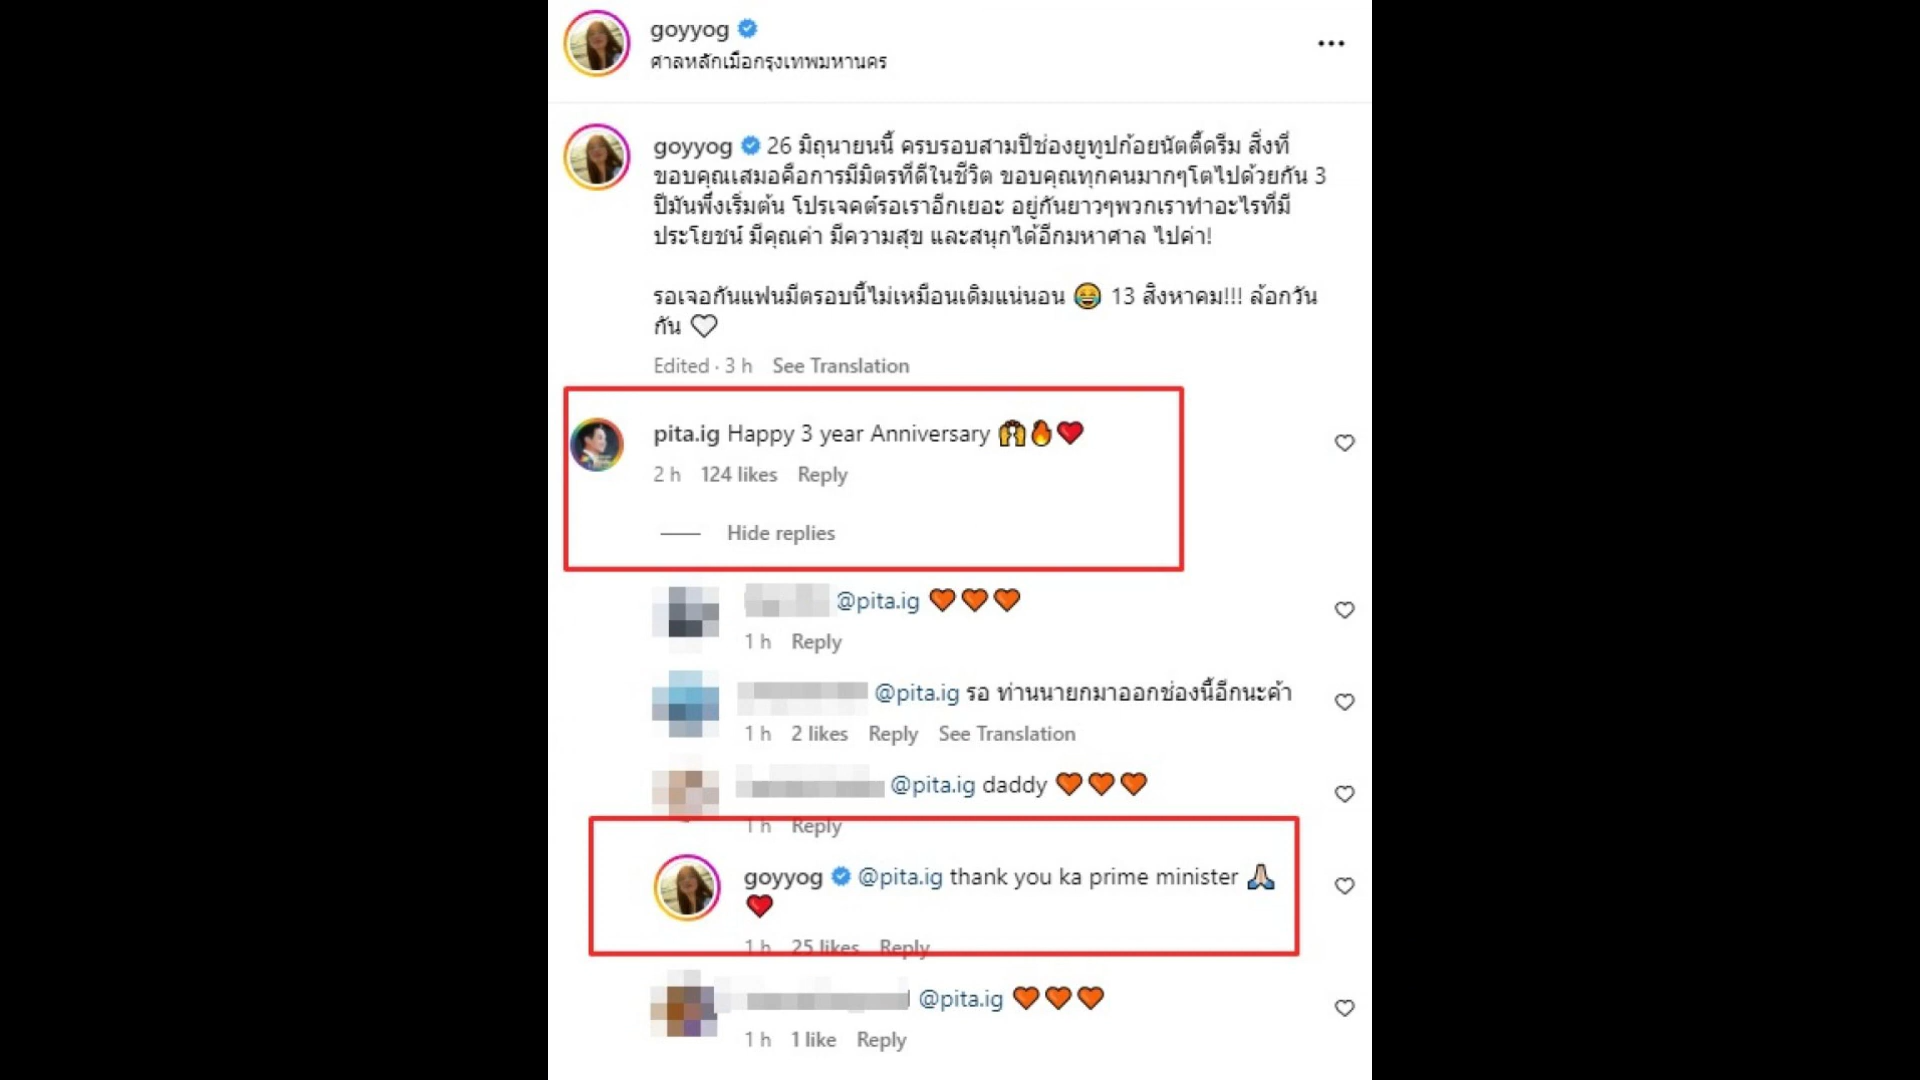 goyyog
ศาลหลักเมืองกรุงเทพมหานคร
goyyog 26 มิถุนายนนี้ ครบรอบสามปีช่องยูทูปก้อยนัตตี้ดรีม สิ่งที่
ขอบคุณเสมอคือการมีมิตรที่ดีในชีวิต ขอบคุณทุกคนมากๆโตไปด้วยกัน 3
ปีมันพึ่งเริ่มต้น โปรเจคต์รอเราอีกเยอะ อยู่กันยาวๆพวกเราทำอะไรที่มี
ประโยชน์ มีคุณค่า มีความสุข และสนุกได้อีกมหาศาล ไปค่า!
รอเจอกันแฟนมีตรอบนี้ไม่เหมือนเดิมแน่นอน 😂 13 สิงหาคม!!! ล้อกวัน
กัน 🤍
Edited · 3 h See Translation
pita.ig Happy 3 year Anniversary 🙌🔥❤️
2 h 124 likes Reply
Hide replies
@pita.ig 🧡🧡🧡
1 h Reply
@pita.ig รอ ท่านนายกมาออกช่องนี้อีกนะค้า
1 h 2 likes Reply See Translation
@pita.ig daddy 🧡🧡🧡
1 h Reply
goyyog @pita.ig thank you ka prime minister 🙏🏻
❤️
1 h 25 likes Reply
@pita.ig 🧡🧡🧡
1 h 1 like Reply